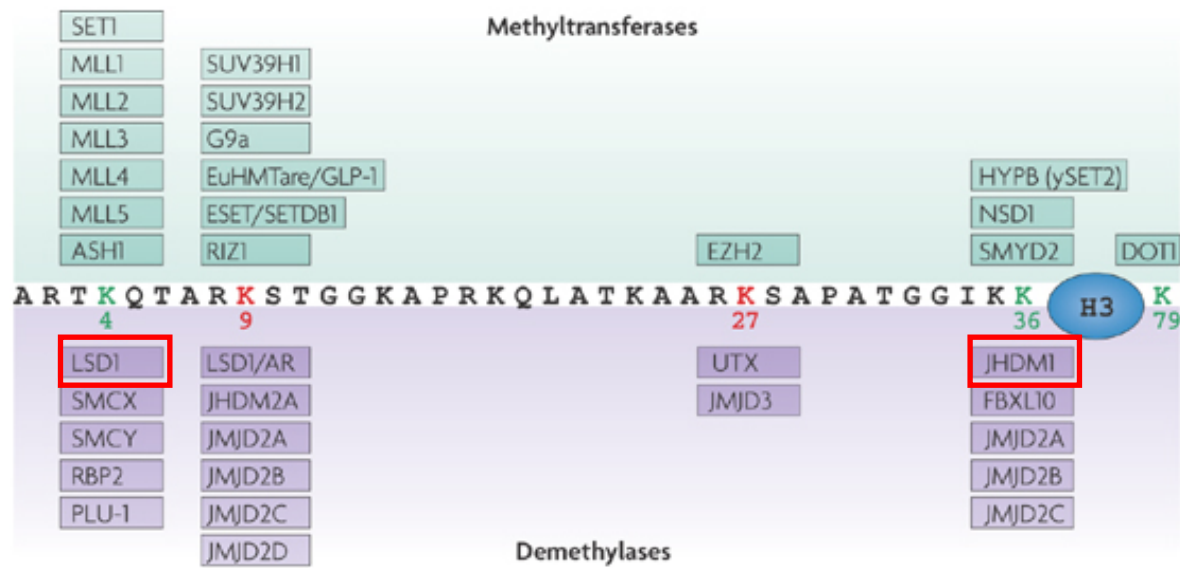 SET1
Methyltransferases
MLL1 SUV39H1
MLL2 SUV39H2
MLL3 G9a
MLL4 EuHMTare/GLP-1 HYPB (ySET2)
MLL5 ESET/SETDB1 NSD1
ASH1 RIZ1 EZH2 SMYD2 DOT1
A R T K Q T A R K S T G G K A P R K Q L A T K A A R K S A P A T G G I K K H3 K
4 9 27 36 79
LSD1 LSD1/AR UTX JHDM1
SMCX JHDM2A JMJD3 FBXL10
SMCY JMJD2A JMJD2A
RBP2 JMJD2B JMJD2B
PLU-1 JMJD2C JMJD2C
JMJD2D Demethylases